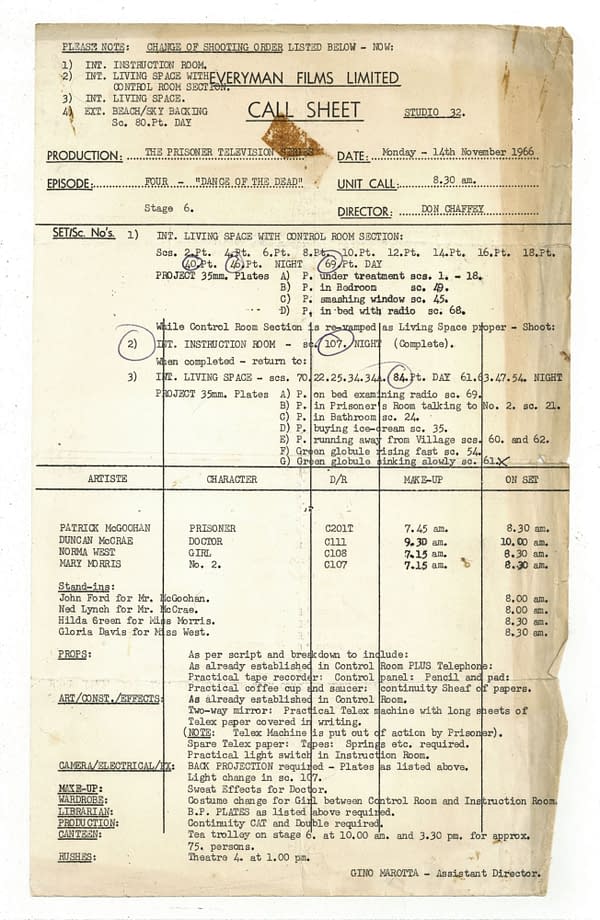 PLEASE NOTE: CHANGE OF SHOOTING ORDER LISTED BELOW - NOW:
1) INT. INSTRUCTION ROOM.
2) INT. LIVING SPACE WITH
CONTROL ROOM SECTION.
EVERYMAN FILMS LIMITED
3) INT. LIVING SPACE.
4) EXT. BEACH/SKY BACKING
Sc. 80.Pt. DAY
CALL SHEET
STUDIO 32.
PRODUCTION: THE PRISONER TELEVISION SERIES DATE: Monday - 14th November 1966
EPISODE: FOUR - "DANCE OF THE DEAD" UNIT CALL: 8.30 am.
Stage 6. DIRECTOR: DON CHAFFEY
SET/Sc. No's. 1) INT. LIVING SPACE WITH CONTROL ROOM SECTION:
Scs. 2.Pt. 4.Pt. 6.Pt. 8.Pt. 10.Pt. 12.Pt. 14.Pt. 16.Pt. 18.Pt.
40.Pt. 46.Pt. NIGHT 69.Pt. DAY
PROJECT 35mm. Plates A) P. under treatment scs. 1. - 18.
B) P. in Bedroom sc. 49.
C) P. smashing window sc. 45.
D) P. in bed with radio sc. 68.
While Control Room Section is re-vamped as Living Space proper - Shoot:
2) INT. INSTRUCTION ROOM - sc. 107. NIGHT (Complete).
When completed - return to:
3) INT. LIVING SPACE - scs. 70.22.25.34.34A. 84.Pt. DAY 61.63.47.54. NIGHT
PROJECT 35mm. Plates A) P. on bed examining radio sc. 69.
B) P. in Prisoner's Room talking to No. 2. sc. 21.
C) P. in Bathroom sc. 24.
D) P. buying ice-cream sc. 35.
E) P. running away from Village scs. 60. and 62.
F) Green globule rising fast sc. 54.
G) Green globule sinking slowly sc. 61.X
ARTISTE CHARACTER D/R MAKE-UP ON SET
PATRICK McGOOHAN PRISONER C201T 7.45 am. 8.30 am.
DUNCAN McCRAE DOCTOR C111 9.30 am. 10.00 am.
NORMA WEST GIRL C108 7.15 am. 8.30 am.
MARY MORRIS No. 2. C107 7.15 am. 8.30 am.
Stand-ins:
John Ford for Mr. McGoohan. 8.00 am.
Ned Lynch for Mr. McCrae. 8.00 am.
Hilda Green for Miss Morris. 8.30 am.
Gloria Davis for Miss West. 8.30 am.
PROPS: As per script and breakdown to include:
As already established in Control Room PLUS Telephone:
Practical tape recorder: Control panel: Pencil and pad:
Practical coffee cup and saucer: continuity Sheaf of papers.
ART/CONST./EFFECTS: As already established in Control Room.
Two-way mirror: Practical Telex machine with long sheets of
Telex paper covered in writing.
(NOTE: Telex Machine is put out of action by Prisoner).
Spare Telex paper: Tapes: Springs etc. required.
Practical light switch in Instruction Room.
CAMERA/ELECTRICAL/FX: BACK PROJECTION required - Plates as listed above.
Light change in sc. 107.
MAKE-UP: Sweat Effects for Doctor.
WARDROBE: Costume change for Girl between Control Room and Instruction Room.
LIBRARIAN: B.P. PLATES as listed above required.
PRODUCTION: Continuity CAT and Double required.
CANTEEN: Tea trolley on stage 6. at 10.00 am. and 3.30 pm. for approx.
75. persons.
RUSHES: Theatre 4. at 1.00 pm.
GINO MAROTTA - Assistant Director.